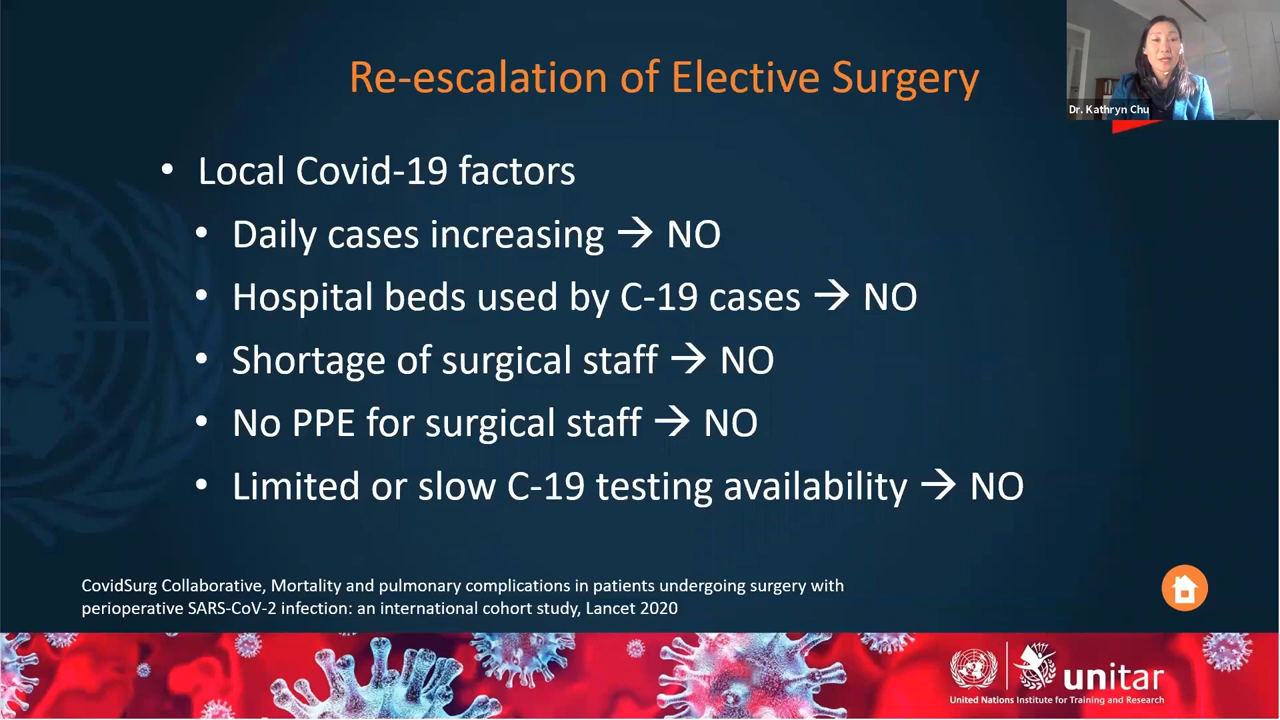 Re-escalation of Elective Surgery
Dr. Kathryn Chu
• Local Covid-19 factors
• Daily cases increasing → NO
• Hospital beds used by C-19 cases → NO
• Shortage of surgical staff → NO
• No PPE for surgical staff → NO
• Limited or slow C-19 testing availability → NO
CovidSurg Collaborative, Mortality and pulmonary complications in patients undergoing surgery with
perioperative SARS-CoV-2 infection: an international cohort study, Lancet 2020
unitar
United Nations Institute for Training and Research